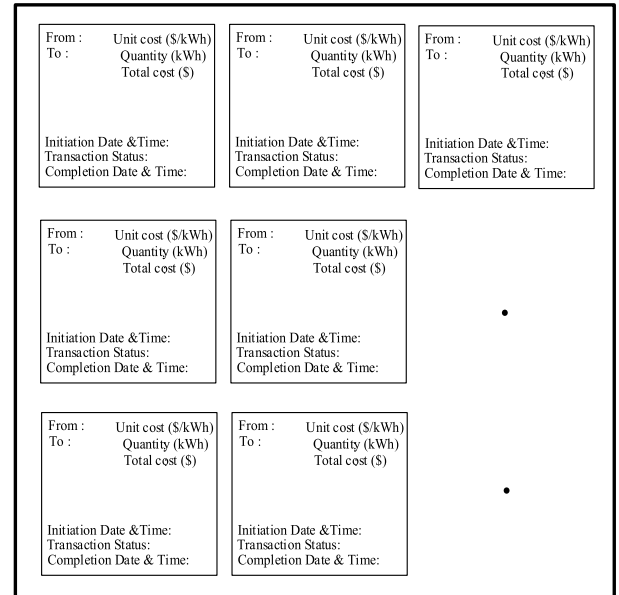 From : Unit cost ($/kWh)
To : Quantity (kWh)
Total cost ($)
Initiation Date &Time:
Transaction Status:
Completion Date & Time:
From : Unit cost ($/kWh)
To : Quantity (kWh)
Total cost ($)
Initiation Date &Time:
Transaction Status:
Completion Date & Time:
From : Unit cost ($/kWh)
To : Quantity (kWh)
Total cost ($)
Initiation Date &Time:
Transaction Status:
Completion Date & Time:
From : Unit cost ($/kWh)
To : Quantity (kWh)
Total cost ($)
Initiation Date &Time:
Transaction Status:
Completion Date & Time:
From : Unit cost ($/kWh)
To : Quantity (kWh)
Total cost ($)
Initiation Date &Time:
Transaction Status:
Completion Date & Time:
From : Unit cost ($/kWh)
To : Quantity (kWh)
Total cost ($)
Initiation Date &Time:
Transaction Status:
Completion Date & Time:
From : Unit cost ($/kWh)
To : Quantity (kWh)
Total cost ($)
Initiation Date &Time:
Transaction Status:
Completion Date & Time: